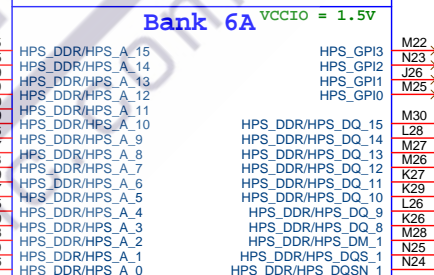 Bank 6A VCCIO = 1.5V
HPS_DDR/HPS_A_15 HPS_GPI3 M22
HPS_DDR/HPS_A_14 HPS_GPI2 N23
HPS_DDR/HPS_A_13 HPS_GPI1 J26
HPS_DDR/HPS_A_12 HPS_GPI0 M25
HPS_DDR/HPS_A_11
HPS_DDR/HPS_A_10 HPS_DDR/HPS_DQ_15 M30
HPS_DDR/HPS_A_9 HPS_DDR/HPS_DQ_14 L28
HPS_DDR/HPS_A_8 HPS_DDR/HPS_DQ_13 M27
HPS_DDR/HPS_A_7 HPS_DDR/HPS_DQ_12 M26
HPS_DDR/HPS_A_6 HPS_DDR/HPS_DQ_11 K27
HPS_DDR/HPS_A_5 HPS_DDR/HPS_DQ_10 K29
HPS_DDR/HPS_A_4 HPS_DDR/HPS_DQ_9 L26
HPS_DDR/HPS_A_3 HPS_DDR/HPS_DQ_8 K26
HPS_DDR/HPS_A_2 HPS_DDR/HPS_DM_1 M28
HPS_DDR/HPS_A_1 HPS_DDR/HPS_DQS_1 N25
HPS_DDR/HPS_A_0 HPS_DDR/HPS_DQSN_ N24